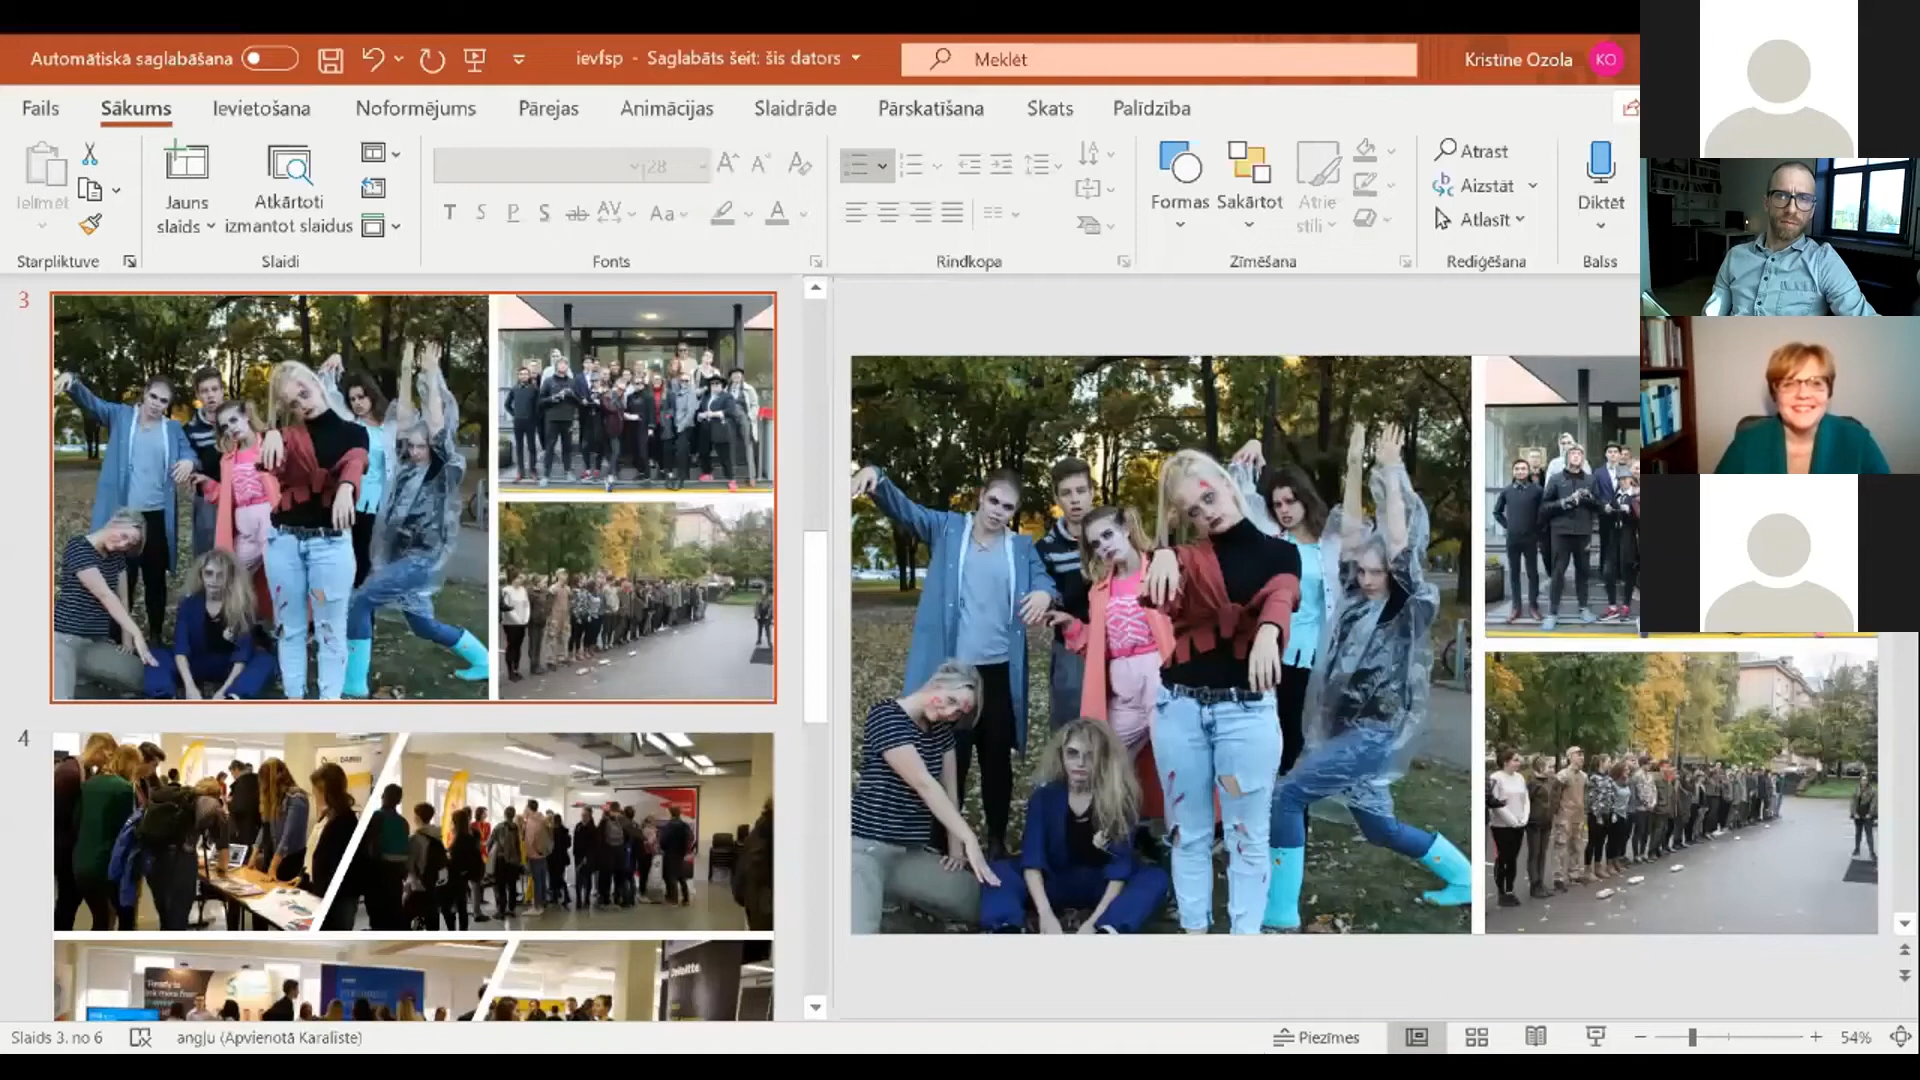 Automātiskā saglabāšana
ievfsp - Saglabāts šeit: šis dators
Meklēt
Kristīne Ozola
KO
Fails
Sākums
Ievietošana
Noformējums
Pārejas
Animācijas
Slaidrāde
Pārskatīšana
Skats
Palīdzība
Ielīmēt
Jauns
slaids
Atkārtoti
izmantot slaidus
28
Formas
Sakārtot
Ātrie
stili
Atrast
Aizstāt
Atlasīt
Diktēt
Starpliktuve
Slaidi
Fonts
Rindkopa
Zīmēšana
Rediģēšana
Balss
3
4
Deloitte
Slaids 3. no 6
angļu (Apvienotā Karaliste)
Piezīmes
54%